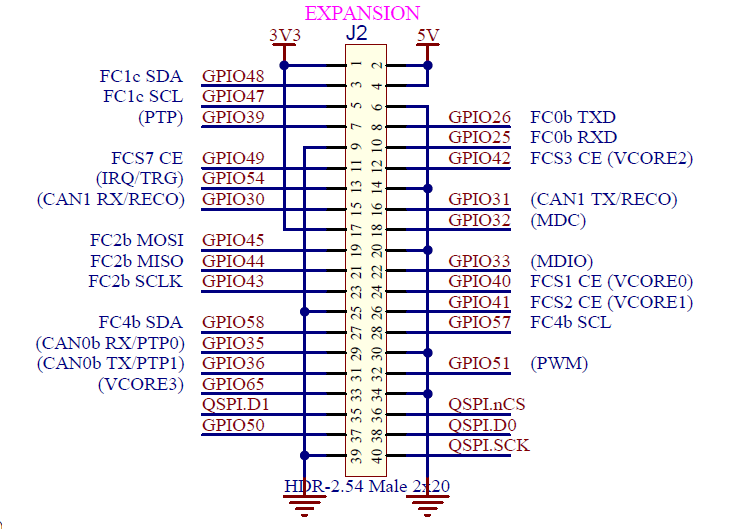 EXPANSION
J2
3V3 5V
1 2
FC1c SDA GPIO48 3 4
FC1c SCL GPIO47 5 6
(PTP) GPIO39 7 8 GPIO26 FC0b TXD
9 10 GPIO25 FC0b RXD
FCS7 CE GPIO49 11 12 GPIO42 FCS3 CE (VCORE2)
(IRQ/TRG) GPIO54 13 14
(CAN1 RX/RECO) GPIO30 15 16 GPIO31 (CAN1 TX/RECO)
17 18 GPIO32 (MDC)
FC2b MOSI GPIO45 19 20
FC2b MISO GPIO44 21 22 GPIO33 (MDIO)
FC2b SCLK GPIO43 23 24 GPIO40 FCS1 CE (VCORE0)
25 26 GPIO41 FCS2 CE (VCORE1)
FC4b SDA GPIO58 27 28 GPIO57 FC4b SCL
(CAN0b RX/PTP0) GPIO35 29 30
(CAN0b TX/PTP1) GPIO36 31 32 GPIO51 (PWM)
(VCORE3) GPIO65 33 34
QSPI.D1 35 36 QSPI.nCS
GPIO50 37 38 QSPI.D0
39 40 QSPI.SCK
HDR-2.54 Male 2x20